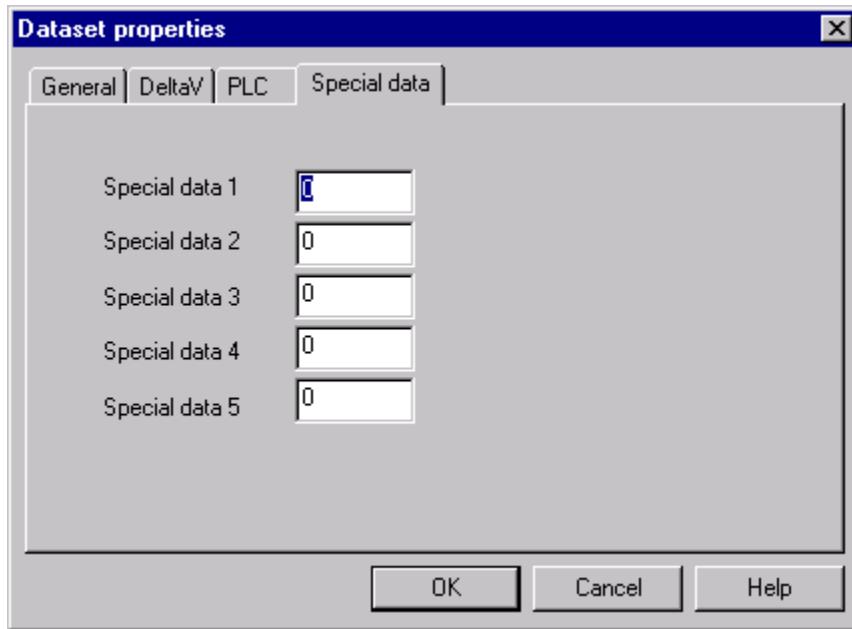 Dataset properties
General DeltaV PLC Special data
Special data 1 0
Special data 2 0
Special data 3 0
Special data 4 0
Special data 5 0
OK Cancel Help